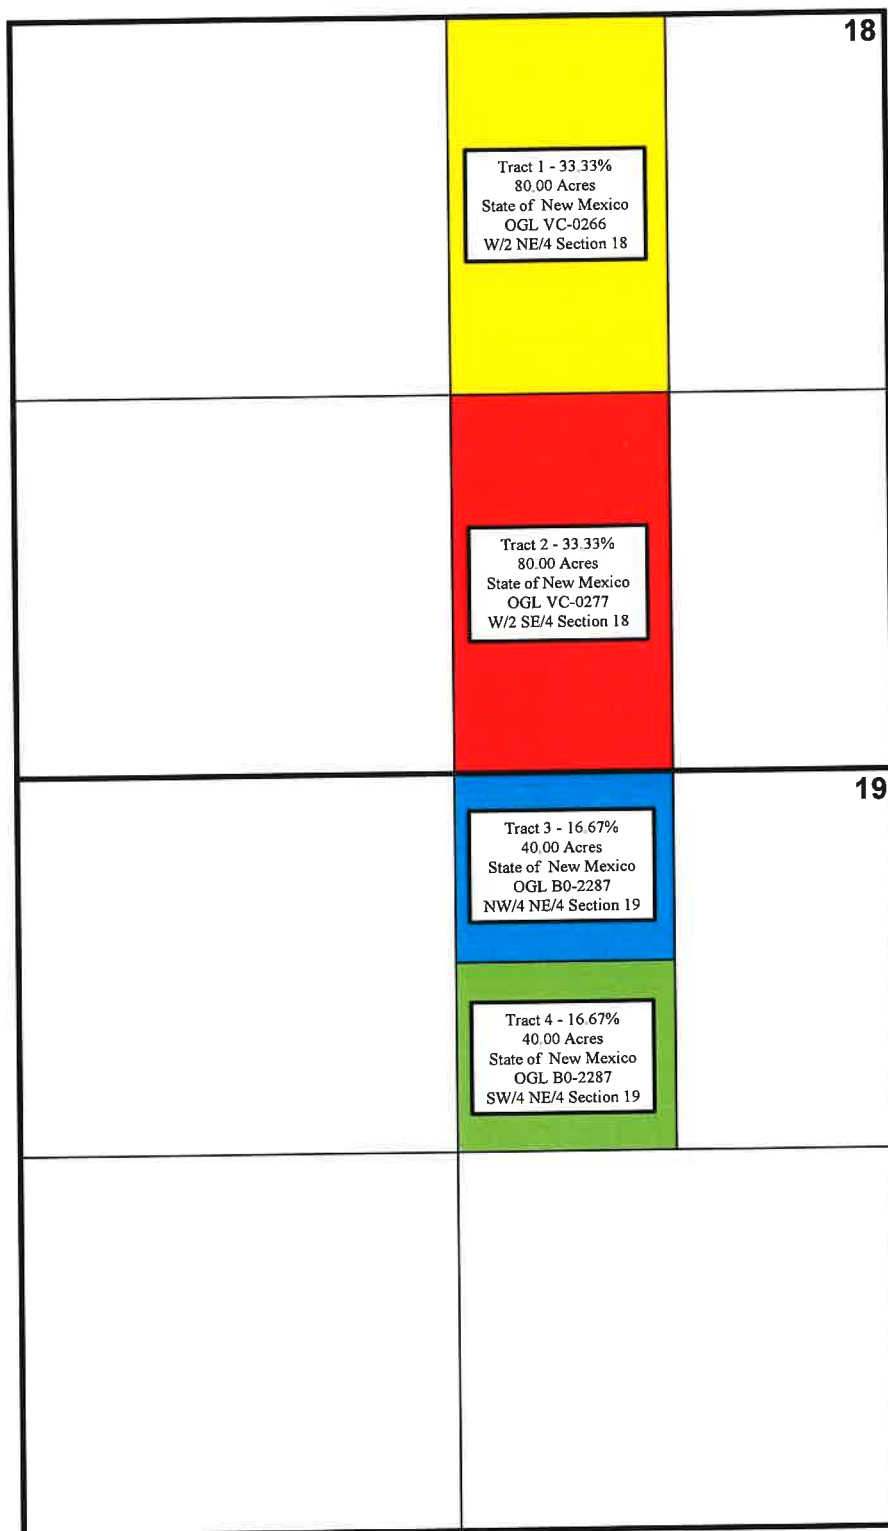 18
Tract 1 - 33.33%
80.00 Acres
State of New Mexico
OGL VC-0266
W/2 NE/4 Section 18
Tract 2 - 33.33%
80.00 Acres
State of New Mexico
OGL VC-0277
W/2 SE/4 Section 18
19
Tract 3 - 16.67%
40.00 Acres
State of New Mexico
OGL B0-2287
NW/4 NE/4 Section 19
Tract 4 - 16.67%
40.00 Acres
State of New Mexico
OGL B0-2287
SW/4 NE/4 Section 19